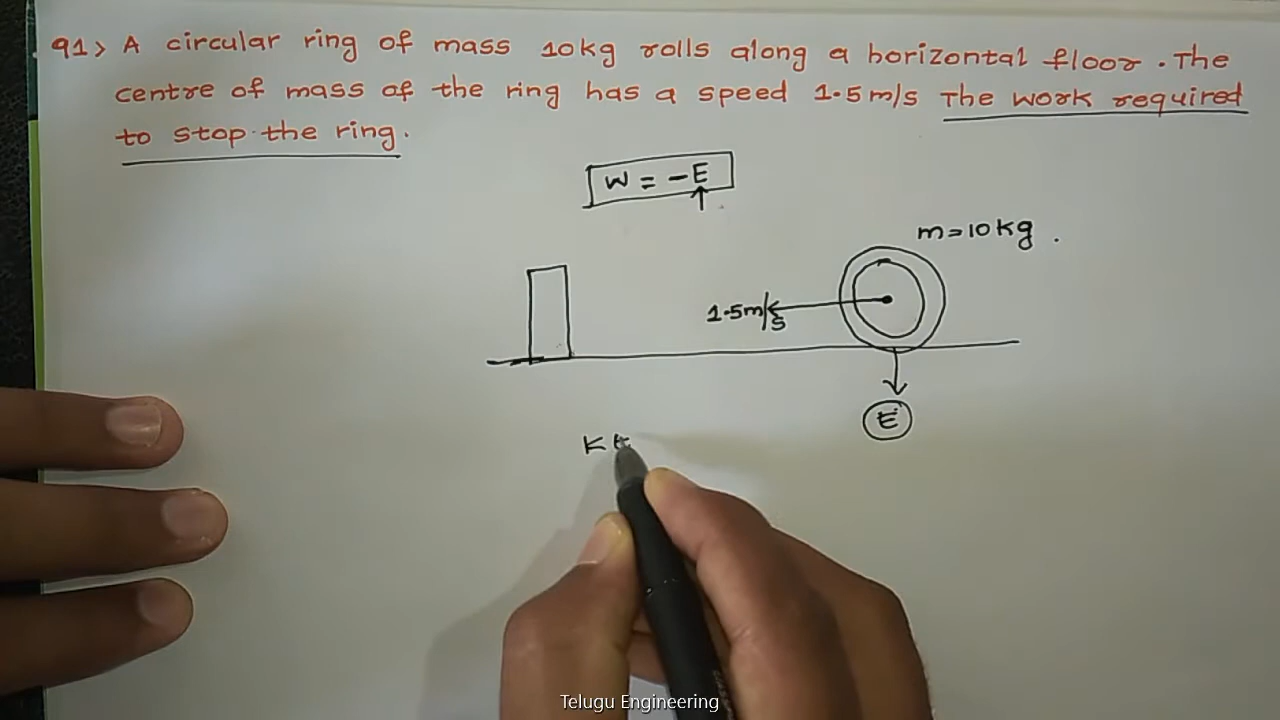 Q1> A circular ring of mass 10kg rolls along a horizontal floor. The
centre of mass of the ring has a speed 1.5m/s The work required
to stop the ring.
W = -E
m=10kg.
1.5m/s
E
K
Telugu Engineering